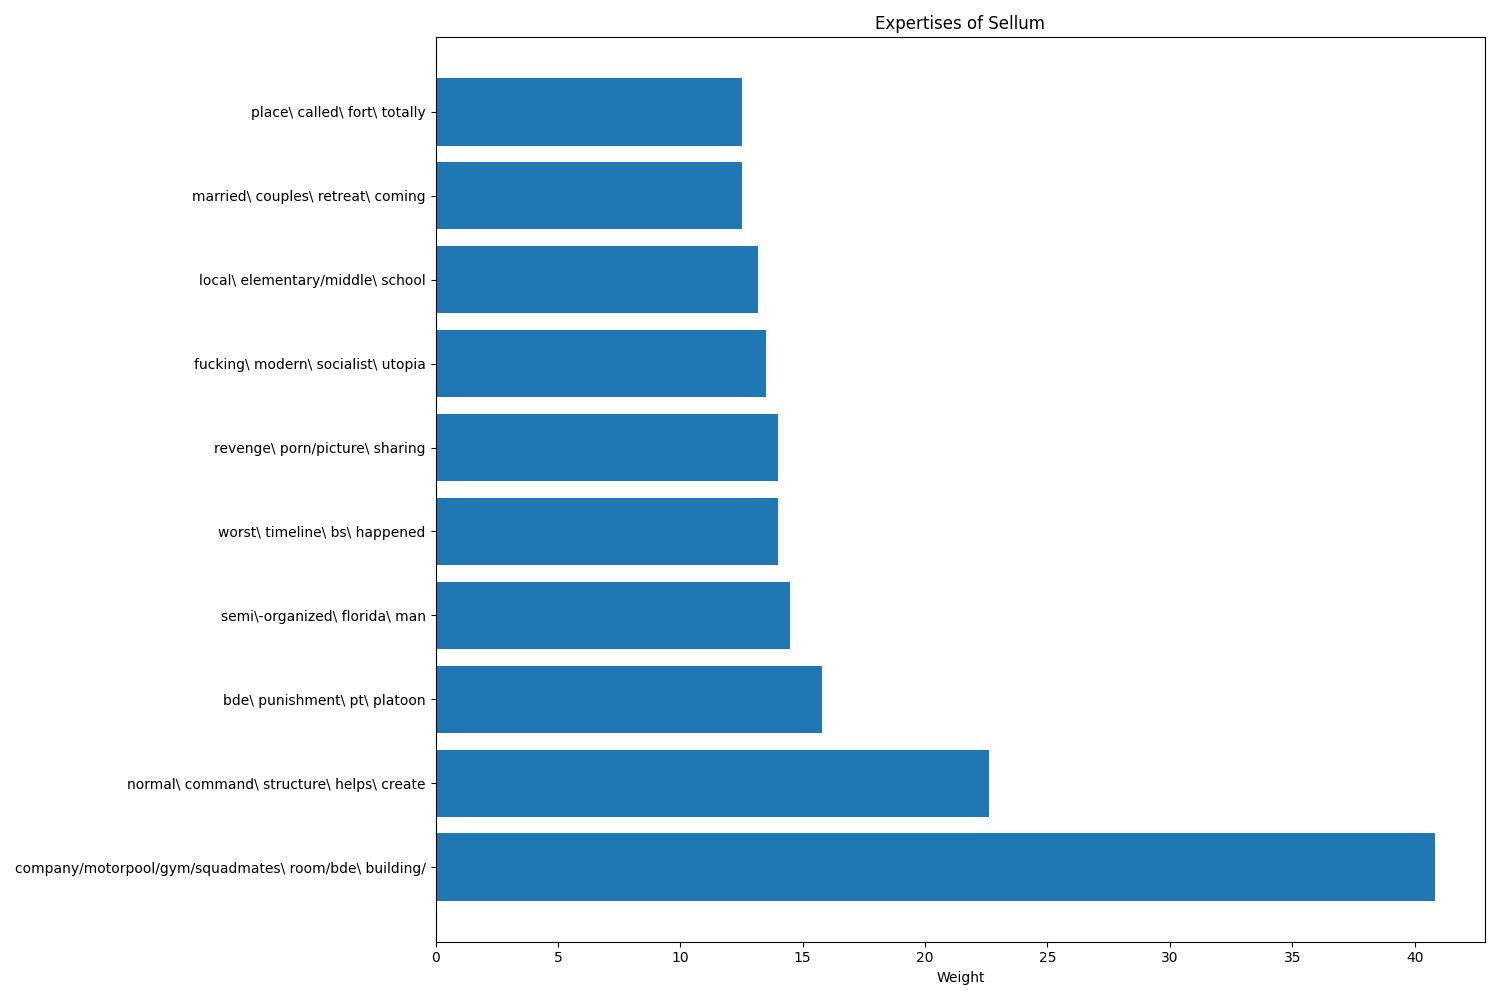 Expertises of Sellum
place\ called\ fort\ totally
married\ couples\ retreat\ coming
local\ elementary/middle\ school
fucking\ modern\ socialist\ utopia
revenge\ porn/picture\ sharing
worst\ timeline\ bs\ happened
semi\-organized\ florida\ man
bde\ punishment\ pt\ platoon
normal\ command\ structure\ helps\ create
company/motorpool/gym/squadmates\ room/bde\ building/
0 5 10 15 20 25 30 35 40
Weight